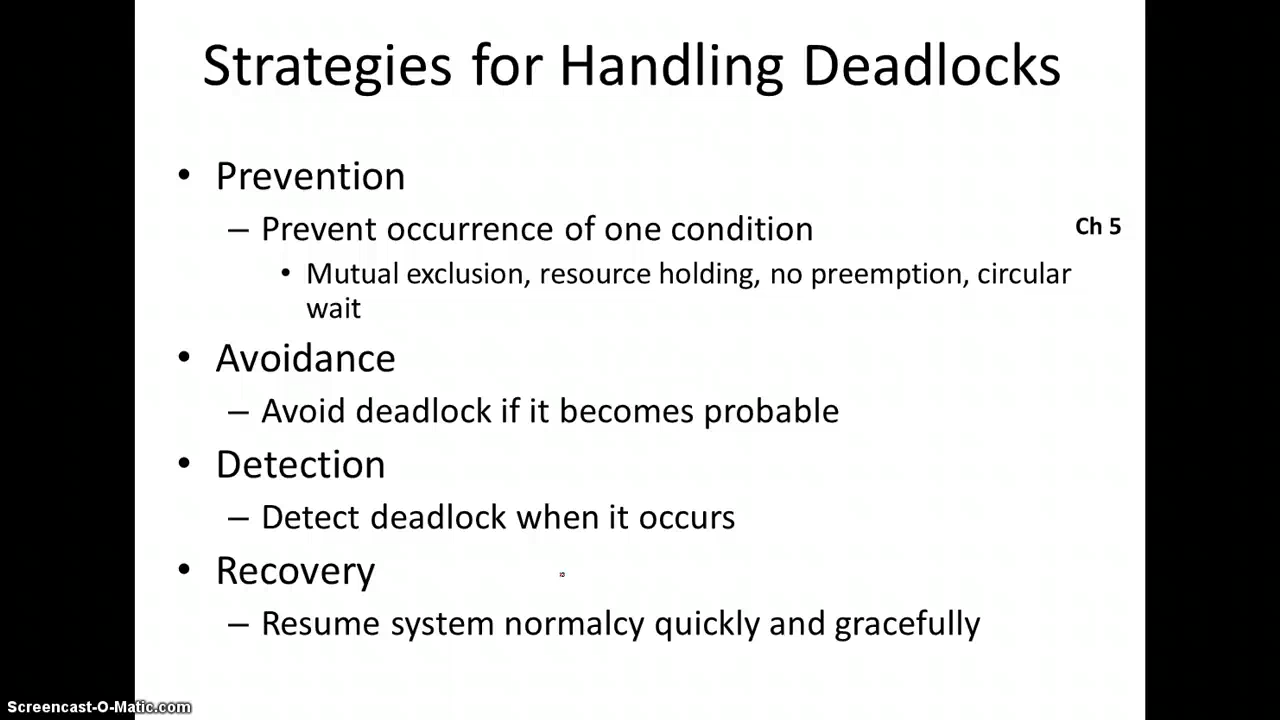 Strategies for Handling Deadlocks
• Prevention
– Prevent occurrence of one condition
Ch 5
• Mutual exclusion, resource holding, no preemption, circular
wait
• Avoidance
– Avoid deadlock if it becomes probable
• Detection
– Detect deadlock when it occurs
• Recovery
– Resume system normalcy quickly and gracefully
Screencast-O-Matic.com